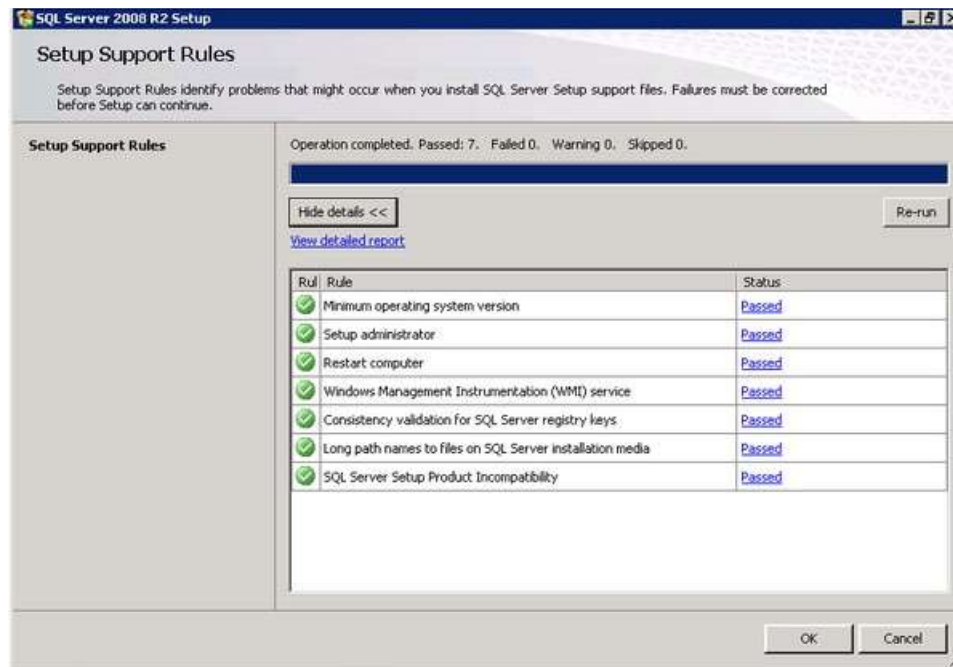 SQL Server 2008 R2 Setup
Setup Support Rules
Setup Support Rules identify problems that might occur when you install SQL Server Setup support files. Failures must be corrected
before Setup can continue.
Setup Support Rules
Operation completed. Passed: 7. Failed 0. Warning 0. Skipped 0.
Hide details <<
Re-run
View detailed report
Rul Rule Status
Minimum operating system version Passed
Setup administrator Passed
Restart computer Passed
Windows Management Instrumentation (WMI) service Passed
Consistency validation for SQL Server registry keys Passed
Long path names to files on SQL Server installation media Passed
SQL Server Setup Product Incompatibility Passed
OK Cancel